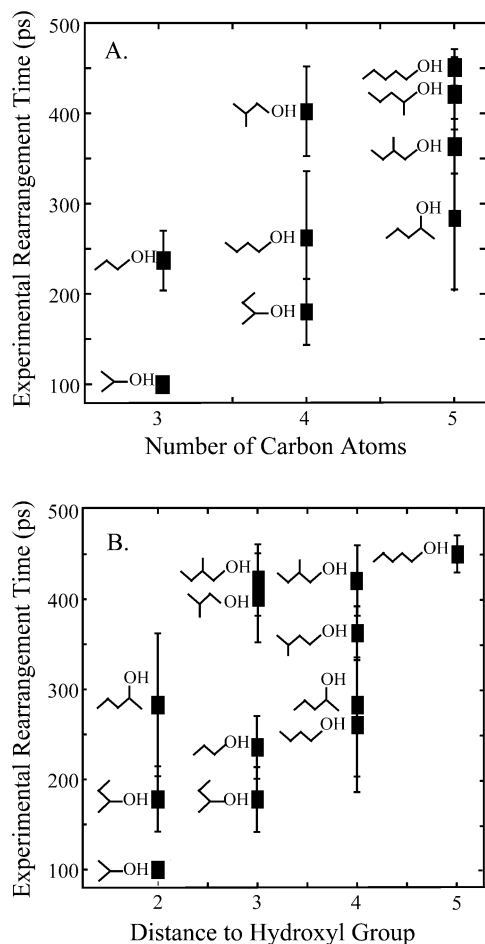 Experimental Rearrangement Time (ps)
500
A.
OH
OH
400
OH
OH
300
OH
OH
OH
200
OH
100
OH
3
4
5
Number of Carbon Atoms
Experimental Rearrangement Time (ps)
500
B.
OH
OH
OH
400
OH
OH
300
OH
OH
OH
OH
200
OH
OH
100
OH
2
3
4
5
Distance to Hydroxyl Group